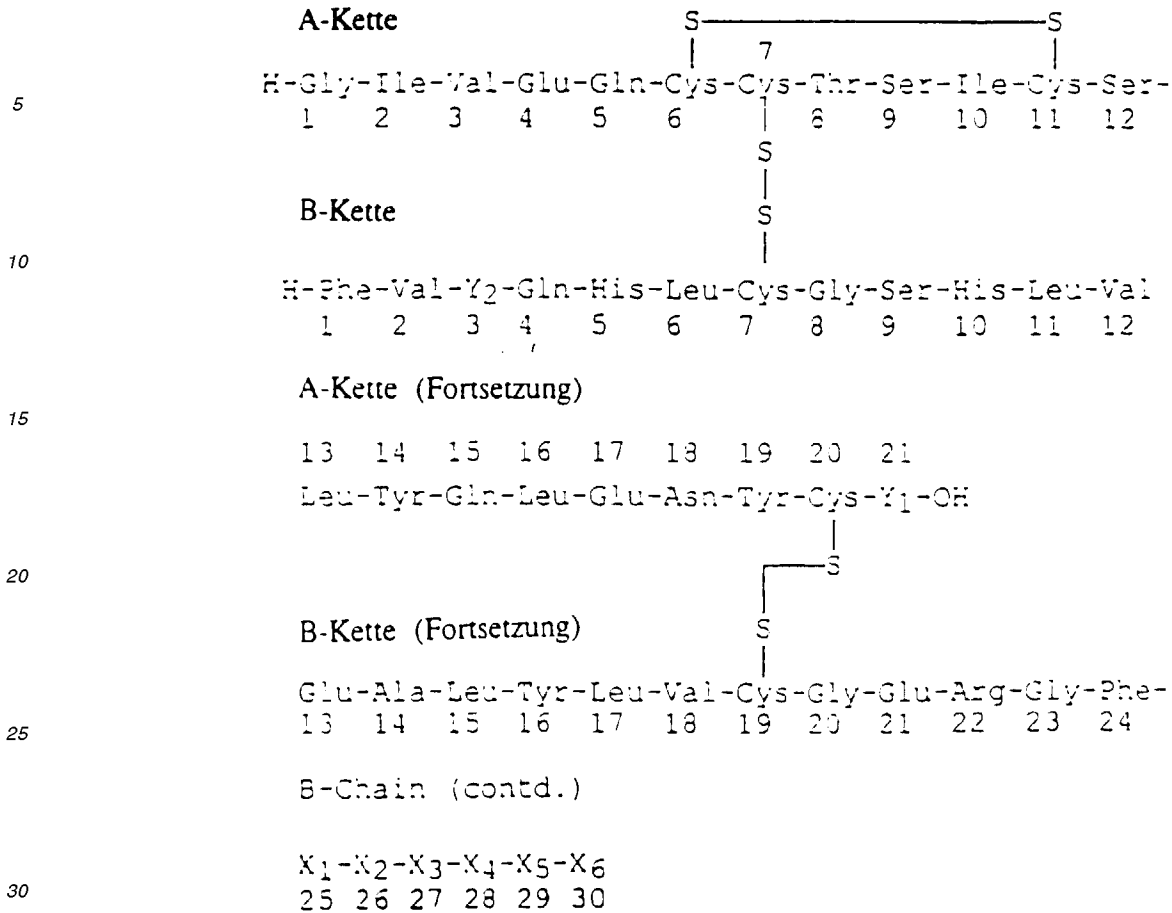 A-Kette
S S
7
H-Gly-Ile-Val-Glu-Gln-Cys-Cys-Thr-Ser-Ile-Cys-Ser-
5
1 2 3 4 5 6 8 9 10 11 12
S
S
B-Kette
10
H-Phe-Val-Y2-Gln-His-Leu-Cys-Gly-Ser-His-Leu-Val
1 2 3 4 5 6 7 8 9 10 11 12
A-Kette (Fortsetzung)
15
13 14 15 16 17 18 19 20 21
Leu-Tyr-Gln-Leu-Glu-Asn-Tyr-Cys-Y1-OH
S
20
S
B-Kette (Fortsetzung)
Glu-Ala-Leu-Tyr-Leu-Val-Cys-Gly-Glu-Arg-Gly-Phe-
13 14 15 16 17 18 19 20 21 22 23 24
25
B-Chain (contd.)
X1-X2-X3-X4-X5-X6
25 26 27 28 29 30
30